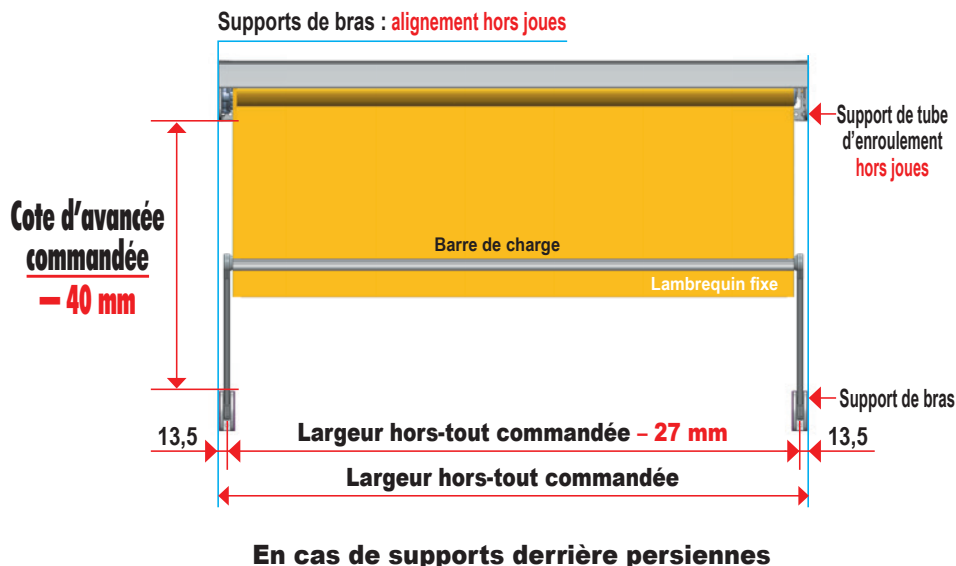 Supports de bras : alignement hors joues
Support de tube
d'enroulement
hors joues
Cote d'avancée
commandée
— 40 mm
Barre de charge
Lambrequin fixe
Support de bras
13,5
Largeur hors-tout commandée – 27 mm
13,5
Largeur hors-tout commandée
En cas de supports derrière persiennes